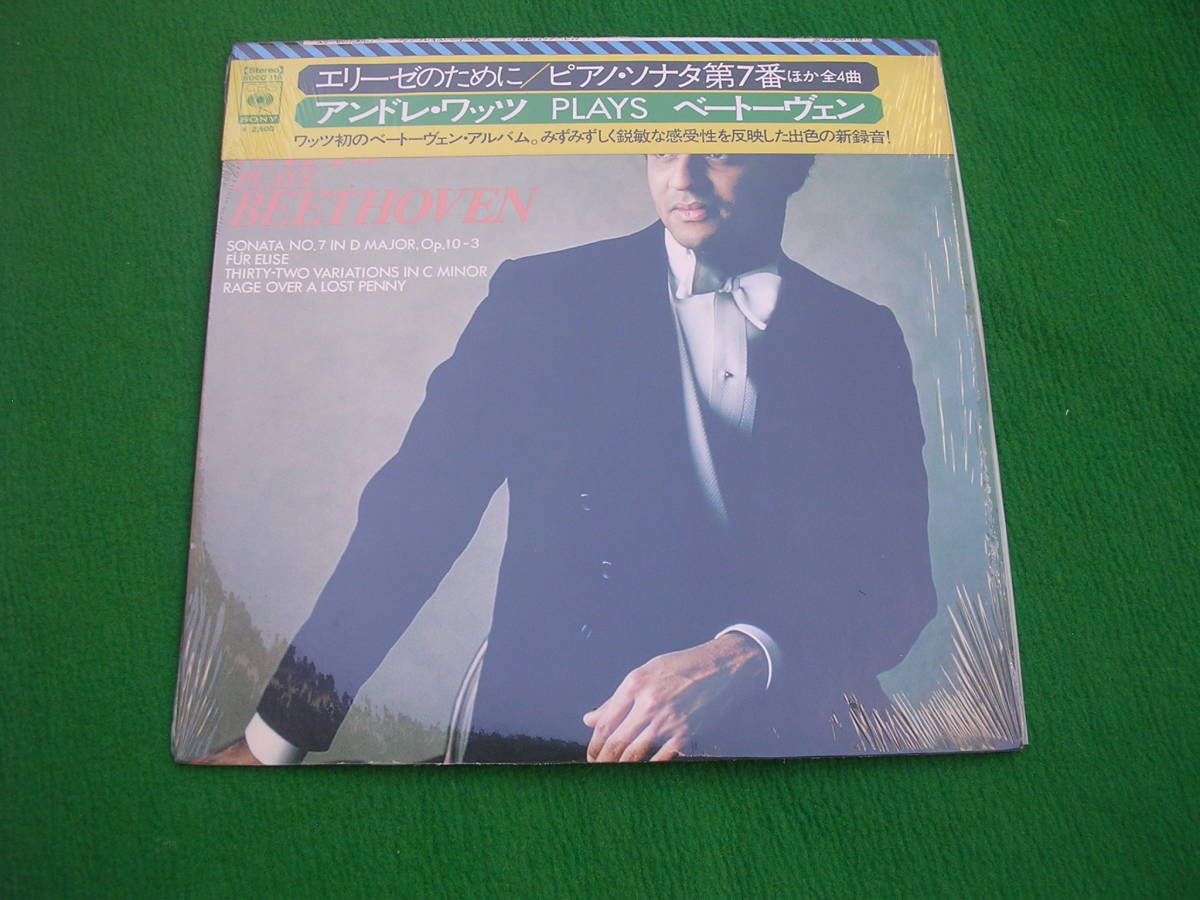 [Stereo]
SOCO 116
エリーゼのために/ピアノ・ソナタ第7番 ほか全4曲
SONY
アンドレ・ワッツ PLAYS ベートーヴェン
¥ 2,500
ワッツ初のベートーヴェン・アルバム。みずみずしく鋭敏な感受性を反映した出色の新録音!
PLAYS
BEETHOVEN
SONATA NO.7 IN D MAJOR, Op.10-3
FÜR ELISE
THIRTY-TWO VARIATIONS IN C MINOR
RAGE OVER A LOST PENNY